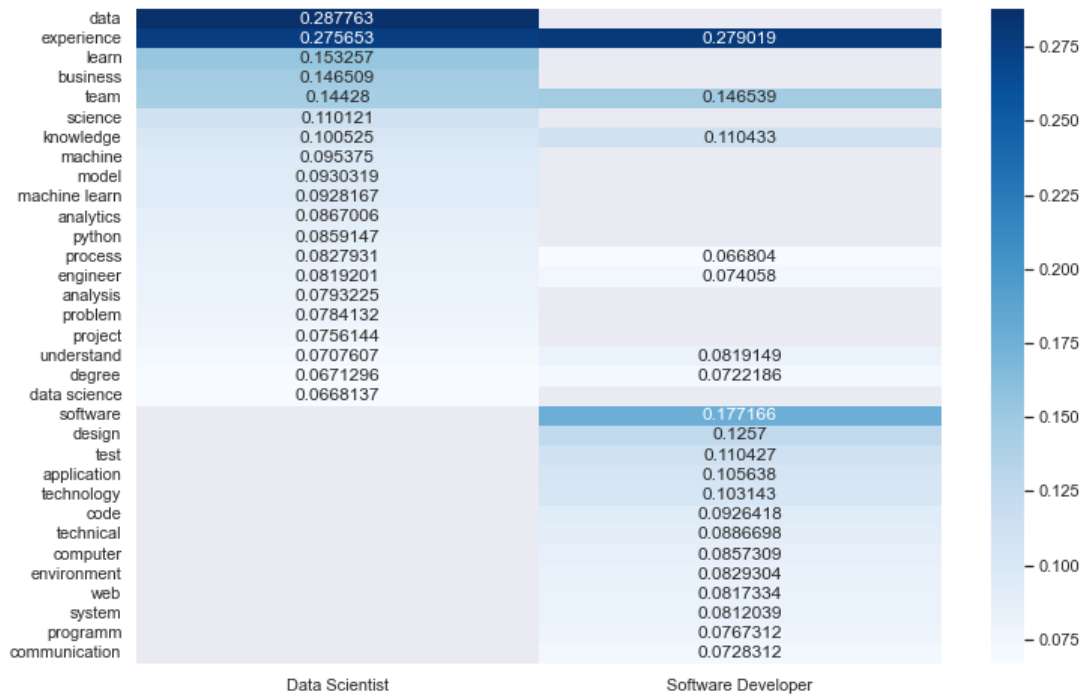 data 0.287763
experience 0.275653 0.279019 0.275
learn 0.153257
business 0.146509
team 0.14428 0.146539 0.250
science 0.110121
knowledge 0.100525 0.110433 0.225
machine 0.095375
model 0.0930319
machine learn 0.0928167 0.200
analytics 0.0867006
python 0.0859147
process 0.0827931 0.066804 0.175
engineer 0.0819201 0.074058
analysis 0.0793225
problem 0.0784132
project 0.0756144
understand 0.0707607 0.0819149
degree 0.0671296 0.0722186
data science 0.0668137
software 0.177166 0.150
design 0.1257
test 0.110427
application 0.105638
technology 0.103143 0.125
code 0.0926418
technical 0.0886698
computer 0.0857309 0.100
environment 0.0829304
web 0.0817334
system 0.0812039
programm 0.0767312 0.075
communication 0.0728312
Data Scientist Software Developer